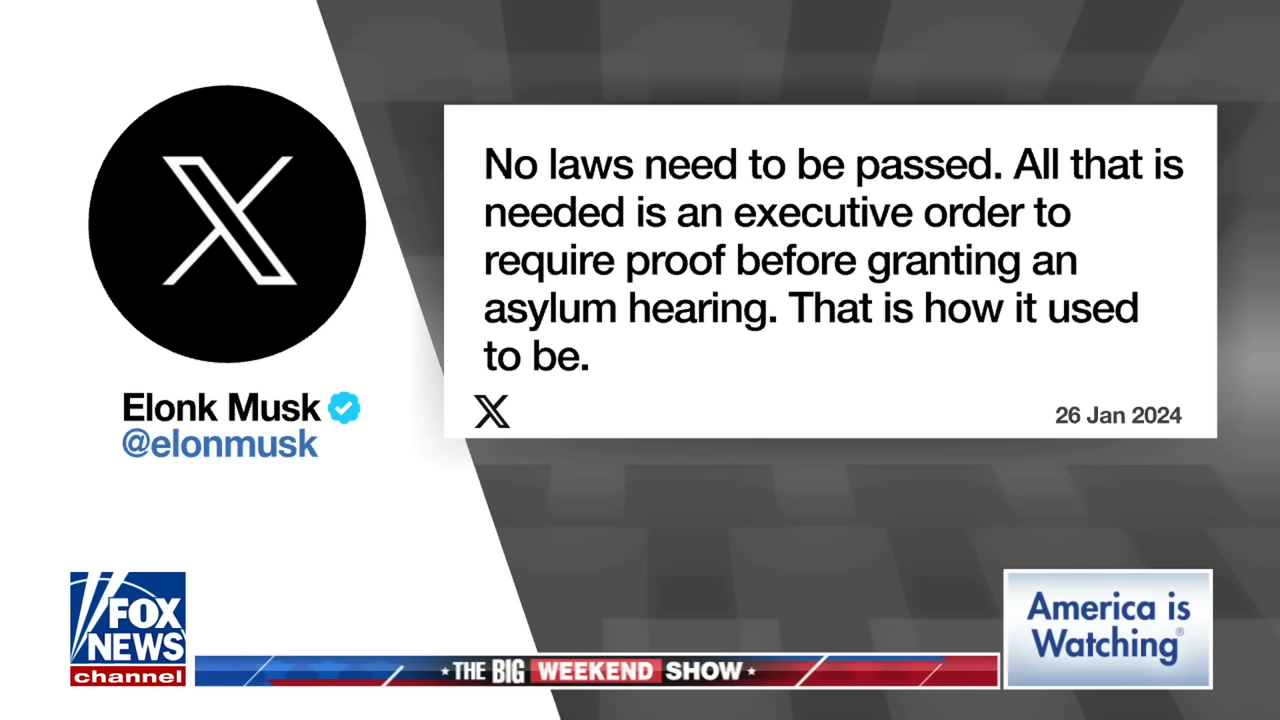 No laws need to be passed. All that is
needed is an executive order to
require proof before granting an
asylum hearing. That is how it used
to be.
26 Jan 2024
Elonk Musk
@elonmusk
FOX
NEWS
channel
THE BIG WEEKEND SHOW
America is
Watching®